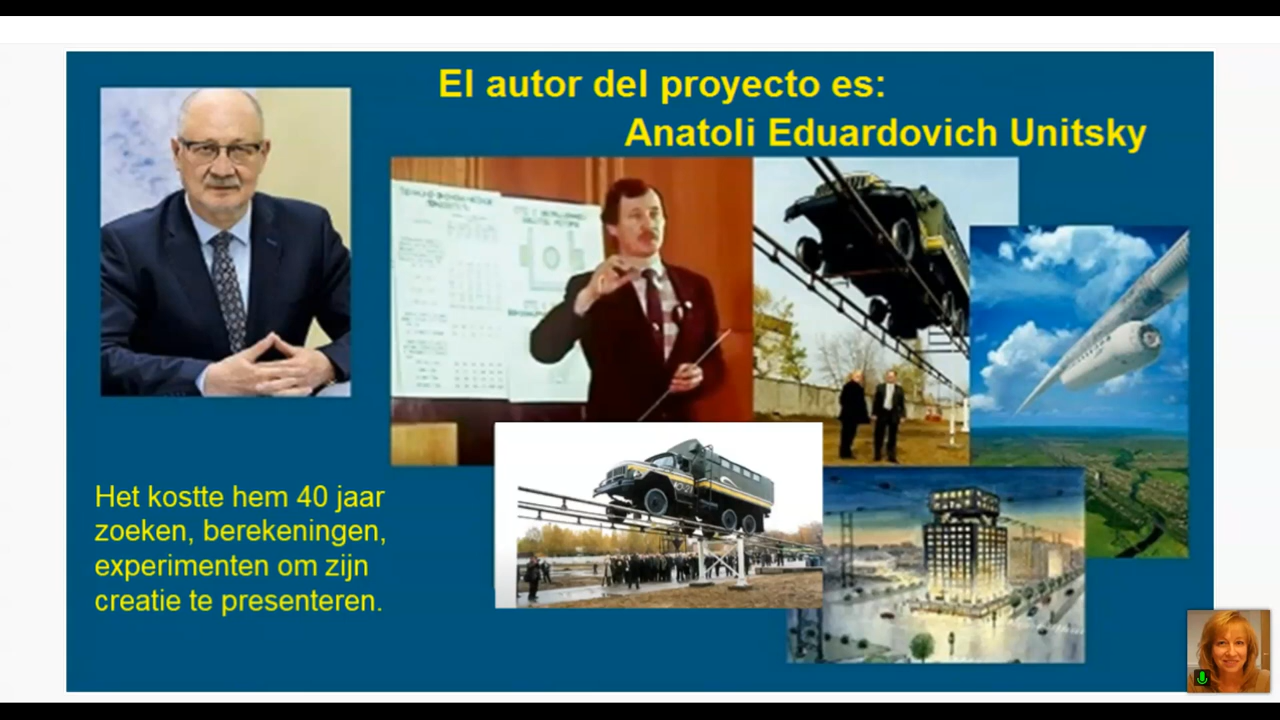 El autor del proyecto es:
Anatoli Eduardovich Unitsky
Het kostte hem 40 jaar
zoeken, berekeningen,
experimenten om zijn
creatie te presenteren.